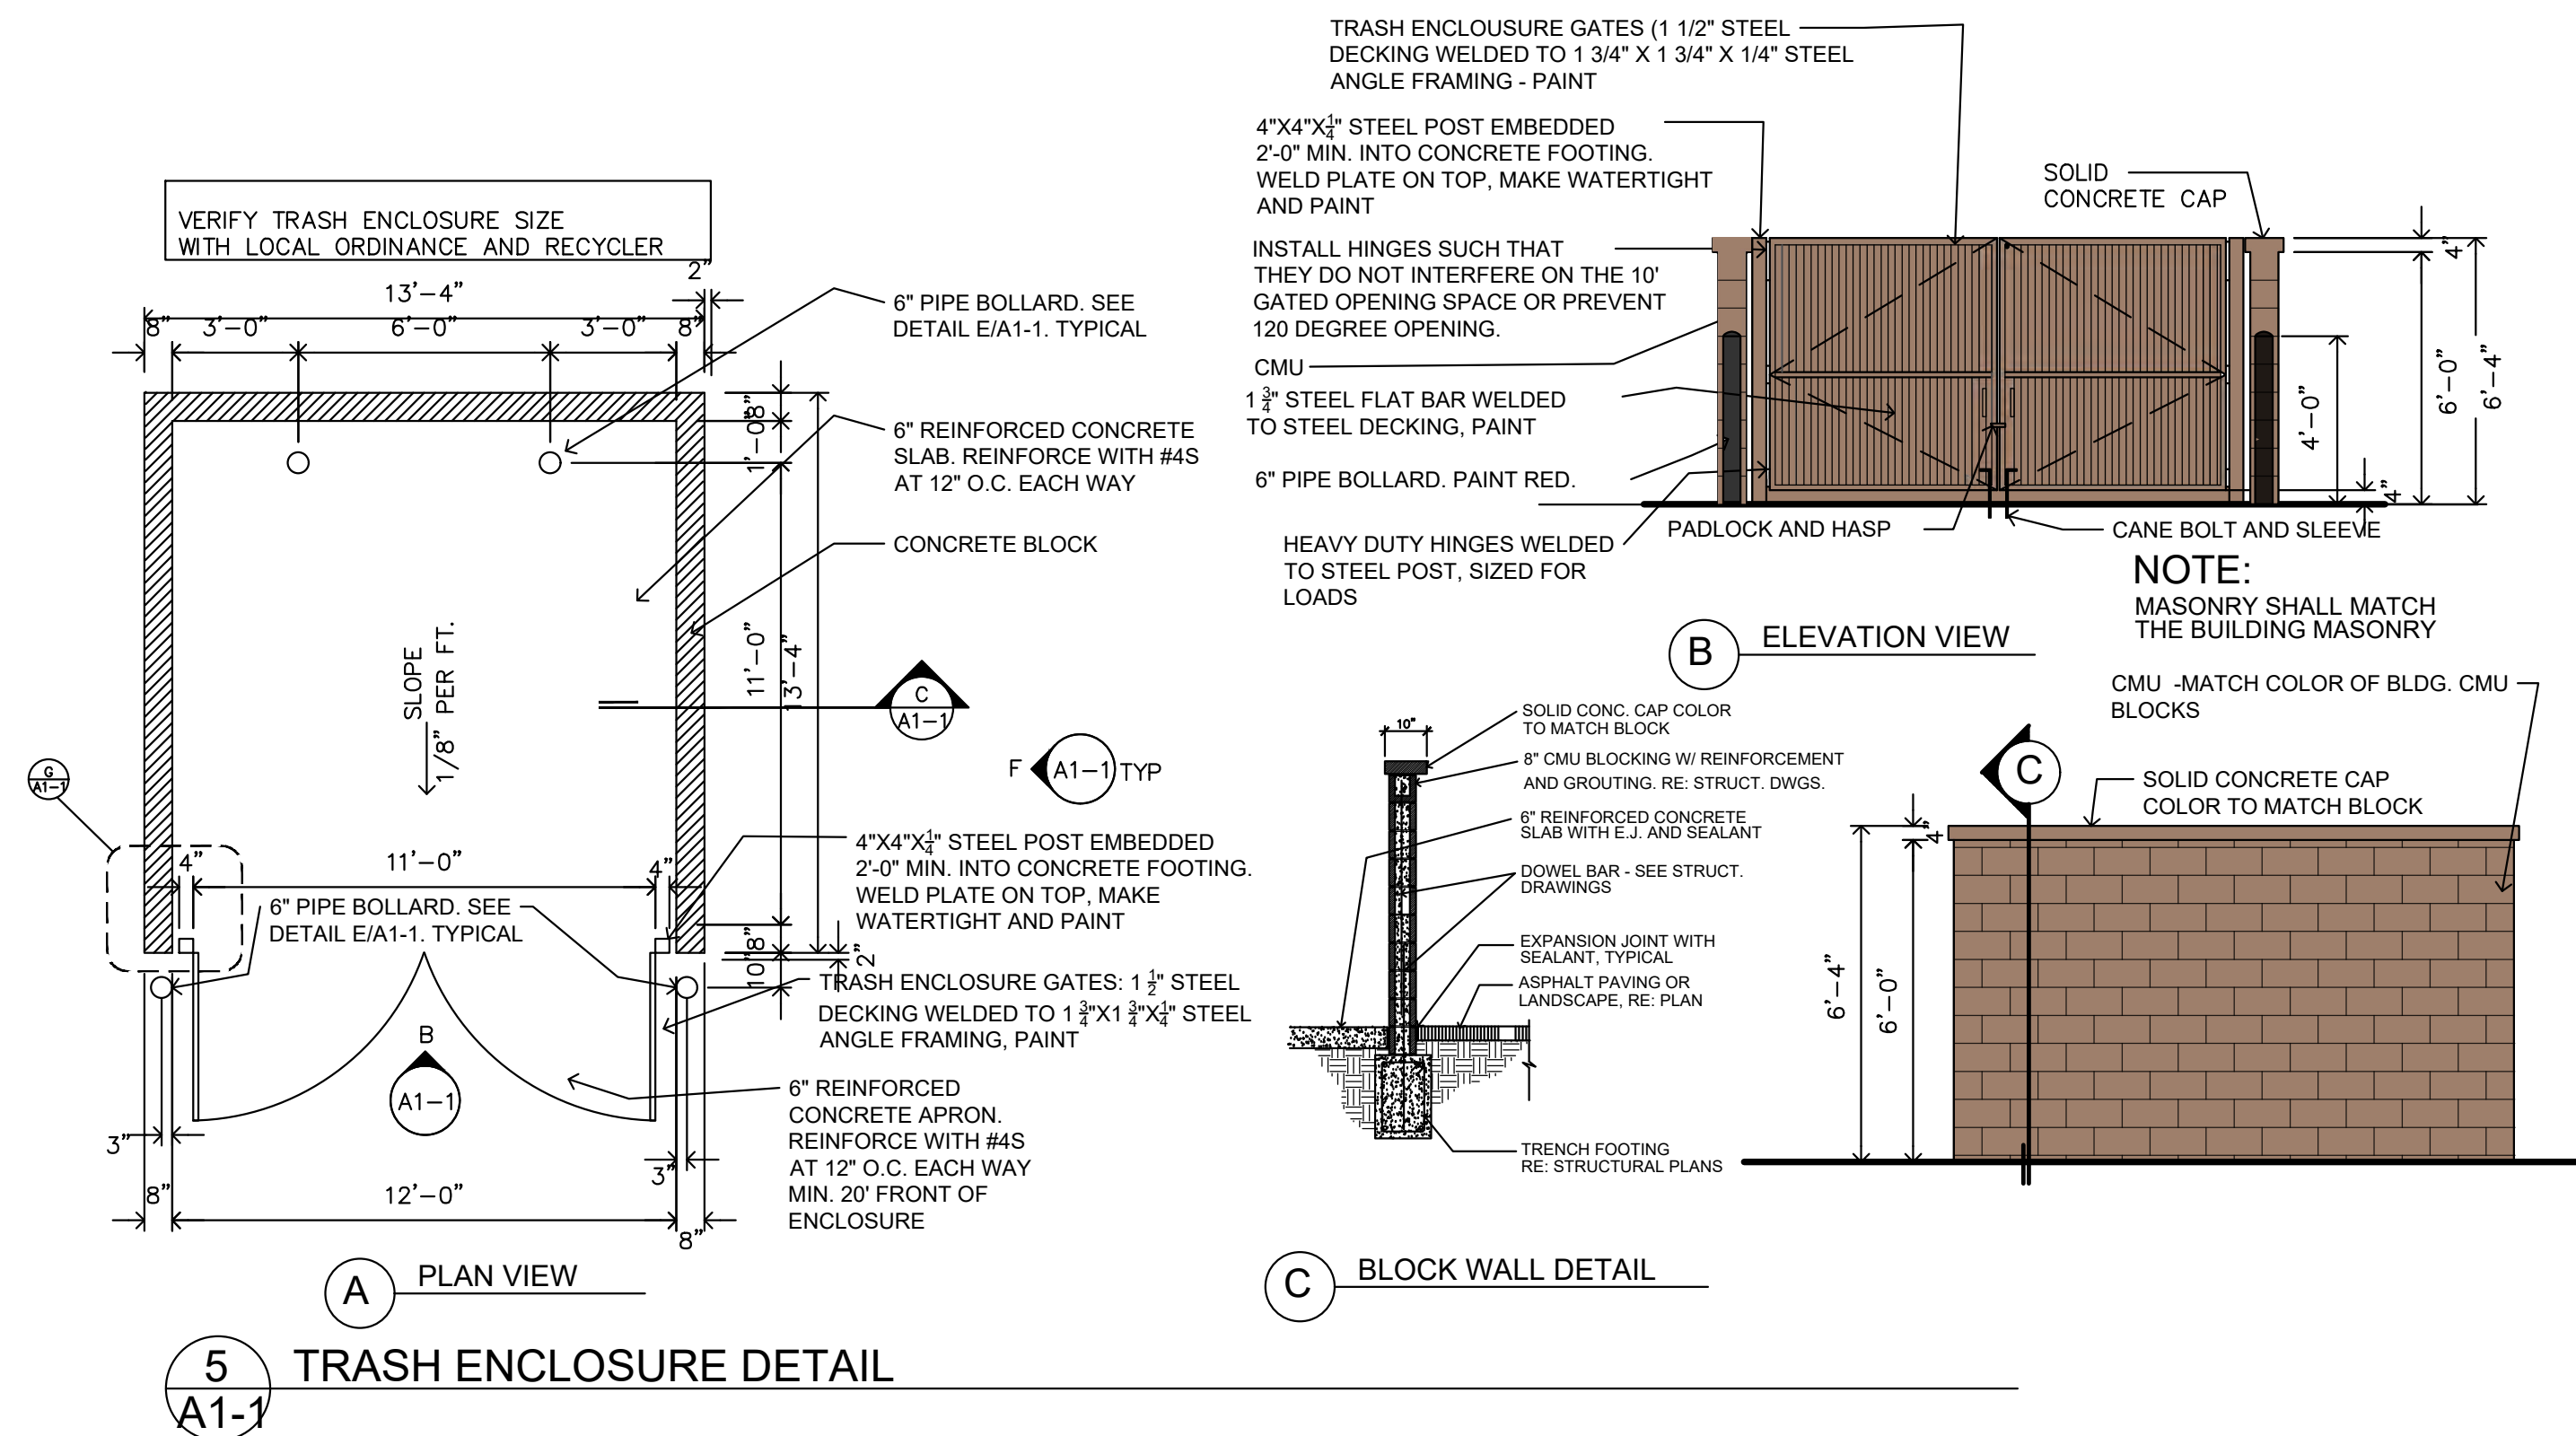 VERIFY TRASH ENCLOSURE SIZE
WITH LOCAL ORDINANCE AND RECYCLER
2"
13'-4"
8"
3'-0"
6'-0"
3'-0"
8"
6" PIPE BOLLARD. SEE
DETAIL E/A1-1. TYPICAL
8"
1'-0"
6" REINFORCED CONCRETE
SLAB. REINFORCE WITH #4S
AT 12" O.C. EACH WAY
CONCRETE BLOCK
SLOPE
1/8" PER FT.
11'-0"
13'-4"
C
A1-1
F
A1-1
TYP
G
A1-1
4"
11'-0"
4"
4"X4"X1/4" STEEL POST EMBEDDED
2'-0" MIN. INTO CONCRETE FOOTING.
WELD PLATE ON TOP, MAKE
WATERTIGHT AND PAINT
6" PIPE BOLLARD. SEE
DETAIL E/A1-1. TYPICAL
8"
10"
2"
TRASH ENCLOSURE GATES: 1 1/2" STEEL
DECKING WELDED TO 1 3/4"X1 3/4"X1/4" STEEL
ANGLE FRAMING, PAINT
B
A1-1
6" REINFORCED
CONCRETE APRON.
REINFORCE WITH #4S
AT 12" O.C. EACH WAY
MIN. 20' FRONT OF
ENCLOSURE
3"
3"
8"
12'-0"
8"
A
PLAN VIEW
TRASH ENCLOUSURE GATES (1 1/2" STEEL
DECKING WELDED TO 1 3/4" X 1 3/4" X 1/4" STEEL
ANGLE FRAMING - PAINT
4"X4"X1/4" STEEL POST EMBEDDED
2'-0" MIN. INTO CONCRETE FOOTING.
WELD PLATE ON TOP, MAKE WATERTIGHT
AND PAINT
SOLID
CONCRETE CAP
INSTALL HINGES SUCH THAT
THEY DO NOT INTERFERE ON THE 10'
GATED OPENING SPACE OR PREVENT
120 DEGREE OPENING.
CMU
1 3/4" STEEL FLAT BAR WELDED
TO STEEL DECKING, PAINT
6" PIPE BOLLARD. PAINT RED.
HEAVY DUTY HINGES WELDED
TO STEEL POST, SIZED FOR
LOADS
PADLOCK AND HASP
CANE BOLT AND SLEEVE
4"
4'-0"
6'-0"
6'-4"
4"
NOTE:
MASONRY SHALL MATCH
THE BUILDING MASONRY
B
ELEVATION VIEW
10"
SOLID CONC. CAP COLOR
TO MATCH BLOCK
8" CMU BLOCKING W/ REINFORCEMENT
AND GROUTING. RE: STRUCT. DWGS.
6" REINFORCED CONCRETE
SLAB WITH E.J. AND SEALANT
DOWEL BAR - SEE STRUCT.
DRAWINGS
EXPANSION JOINT WITH
SEALANT, TYPICAL
ASPHALT PAVING OR
LANDSCAPE, RE: PLAN
TRENCH FOOTING
RE: STRUCTURAL PLANS
C
BLOCK WALL DETAIL
CMU -MATCH COLOR OF BLDG. CMU
BLOCKS
C
SOLID CONCRETE CAP
COLOR TO MATCH BLOCK
4"
6'-4"
6'-0"
5
A1-1
TRASH ENCLOSURE DETAIL